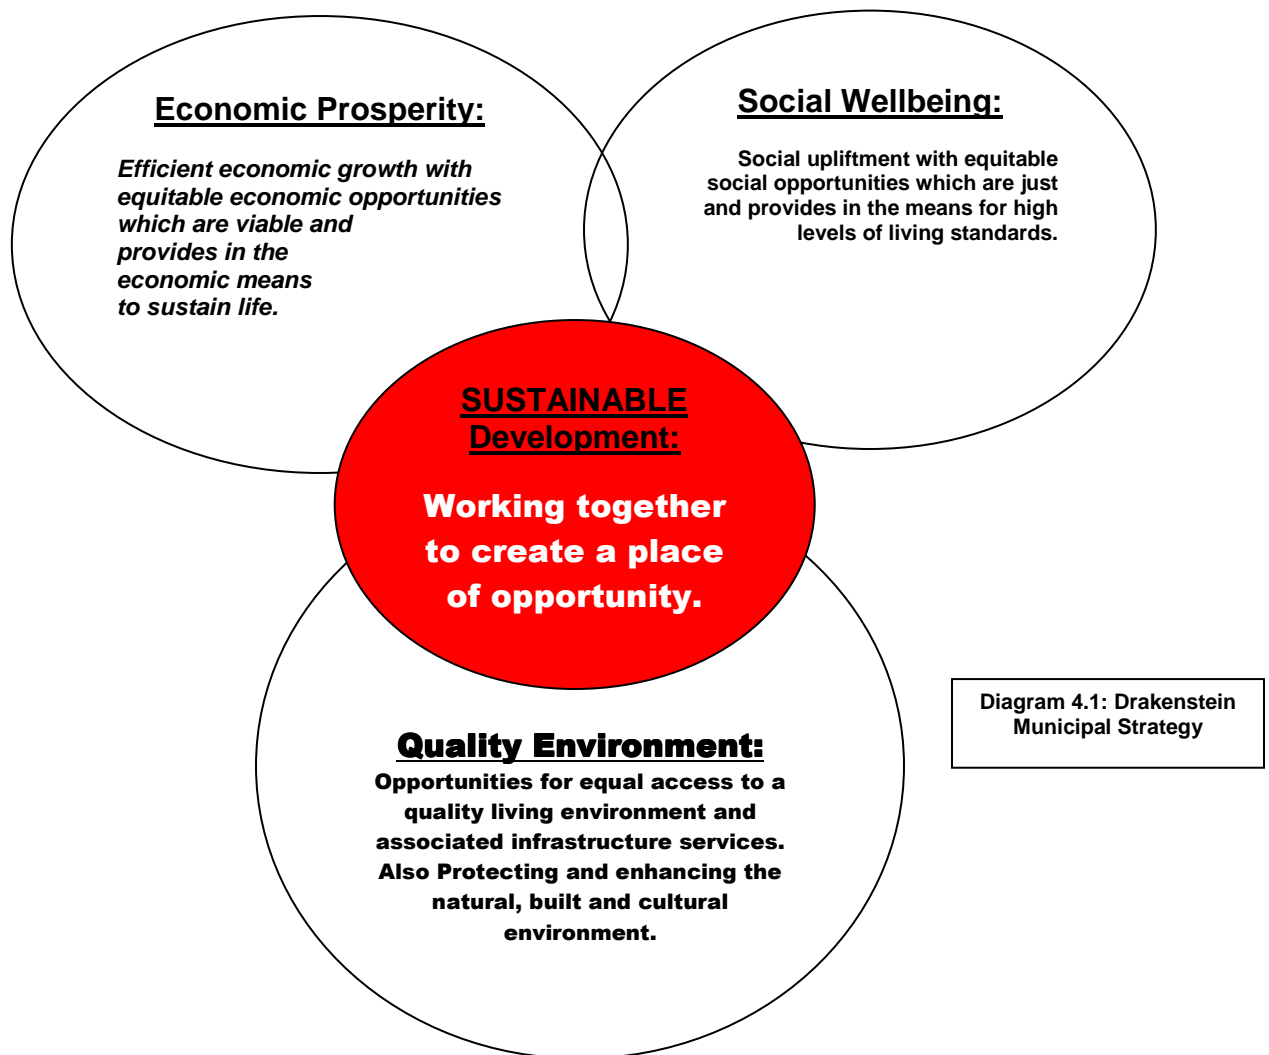 Economic Prosperity:
Efficient economic growth with
equitable economic opportunities
which are viable and
provides in the
economic means
to sustain life.
Social Wellbeing:
Social upliftment with equitable
social opportunities which are just
and provides in the means for high
levels of living standards.
SUSTAINABLE
Development:
Working together
to create a place
of opportunity.
Quality Environment:
Opportunities for equal access to a
quality living environment and
associated infrastructure services.
Also Protecting and enhancing the
natural, built and cultural
environment.
Diagram 4.1: Drakenstein
Municipal Strategy